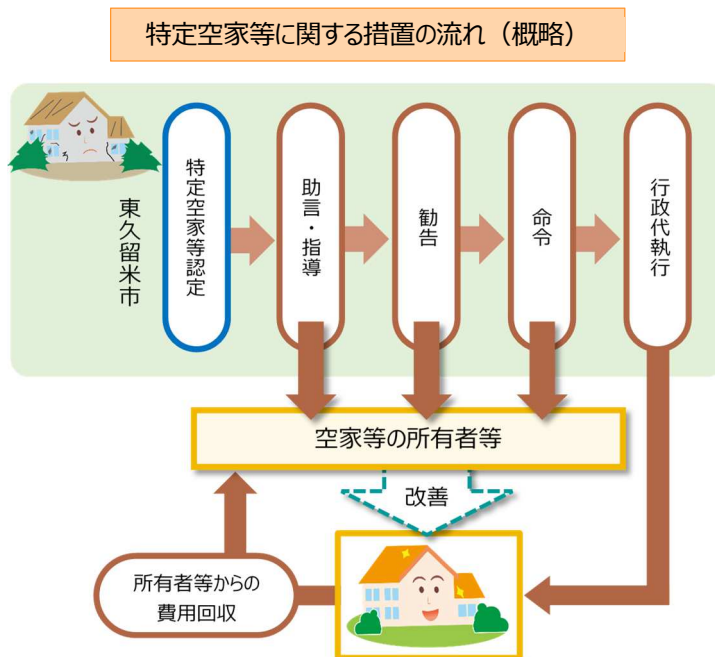 特定空家等に関する措置の流れ（概略）
東久留米市
特定空家等認定
助言・指導
勧告
命令
行政代執行
空家等の所有者等
改善
所有者等からの
費用回収